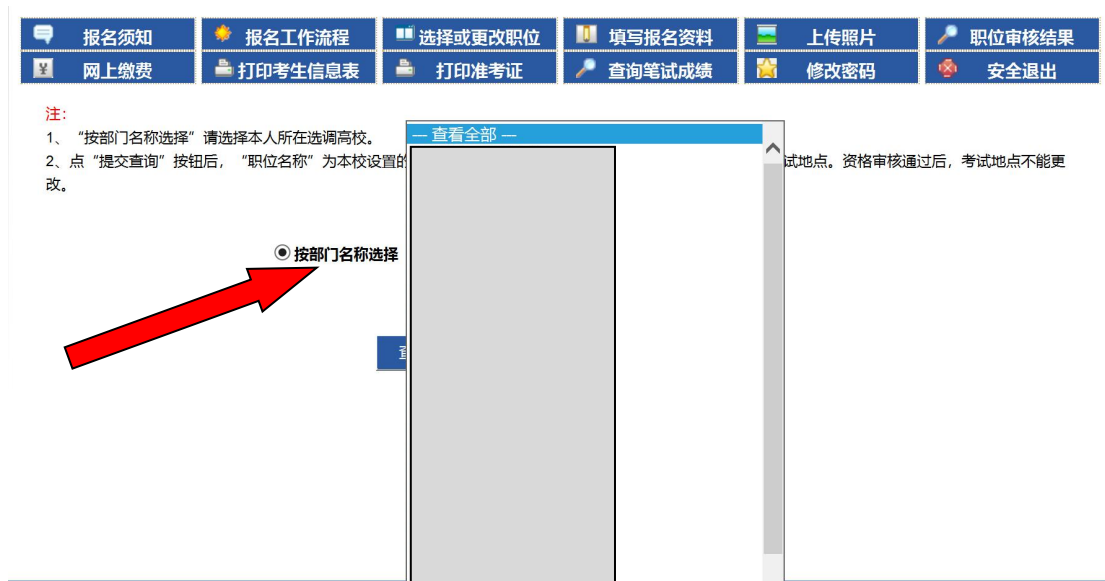 报名须知 报名工作流程 选择或更改职位 填写报名资料 上传照片 职位审核结果
网上缴费 打印考生信息表 打印准考证 查询笔试成绩 修改密码 安全退出
注：
1、 “按部门名称选择”请选择本人所在选调高校。
— 查看全部 —
2、点“提交查询”按钮后，“职位名称”为本校设置的
试地点。资格审核通过后，考试地点不能更
改。
按部门名称选择